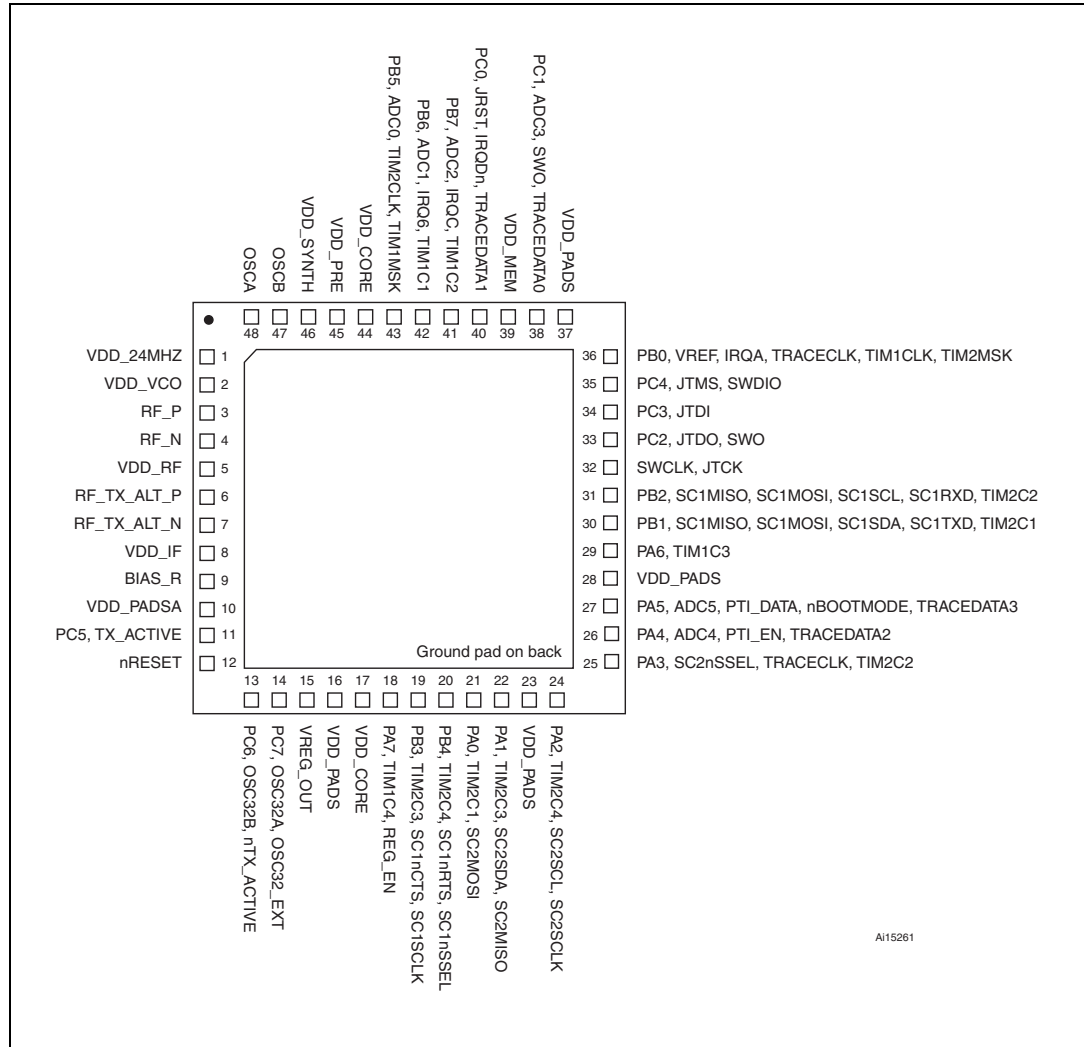 PB5, ADC0, TIM2CLK, TIM1MSK
PB6, ADC1, IRQ6, TIM1C1
PB7, ADC2, IRQC, TIM1C2
PC0, JRST, IRQDn, TRACEDATA1
PC1, ADC3, SWO, TRACEDATA0
OSCA
OSCB
VDD_SYNTH
VDD_PRE
VDD_CORE
VDD_MEM
VDD_PADS
48 47 46 45 44 43 42 41 40 39 38 37
VDD_24MHZ 1
VDD_VCO 2
RF_P 3
RF_N 4
VDD_RF 5
RF_TX_ALT_P 6
RF_TX_ALT_N 7
VDD_IF 8
BIAS_R 9
VDD_PADSA 10
PC5, TX_ACTIVE 11
nRESET 12
36 PB0, VREF, IRQA, TRACECLK, TIM1CLK, TIM2MSK
35 PC4, JTMS, SWDIO
34 PC3, JTDI
33 PC2, JTDO, SWO
32 SWCLK, JTCK
31 PB2, SC1MISO, SC1MOSI, SC1SCL, SC1RXD, TIM2C2
30 PB1, SC1MISO, SC1MOSI, SC1SDA, SC1TXD, TIM2C1
29 PA6, TIM1C3
28 VDD_PADS
27 PA5, ADC5, PTI_DATA, nBOOTMODE, TRACEDATA3
26 PA4, ADC4, PTI_EN, TRACEDATA2
25 PA3, SC2nSSEL, TRACECLK, TIM2C2
Ground pad on back
13 14 15 16 17 18 19 20 21 22 23 24
PC6, OSC32B, nTX_ACTIVE
PC7, OSC32A, OSC32_EXT
VREG_OUT
VDD_PADS
VDD_CORE
PA7, TIM1C4, REG_EN
PB3, TIM2C3, SC1nCTS, SC1SCLK
PB4, TIM2C4, SC1nRTS, SC1nSSEL
PA0, TIM2C1, SC2MOSI
PA1, TIM2C3, SC2SDA, SC2MISO
VDD_PADS
PA2, TIM2C4, SC2SCL, SC2SCLK
Ai15261